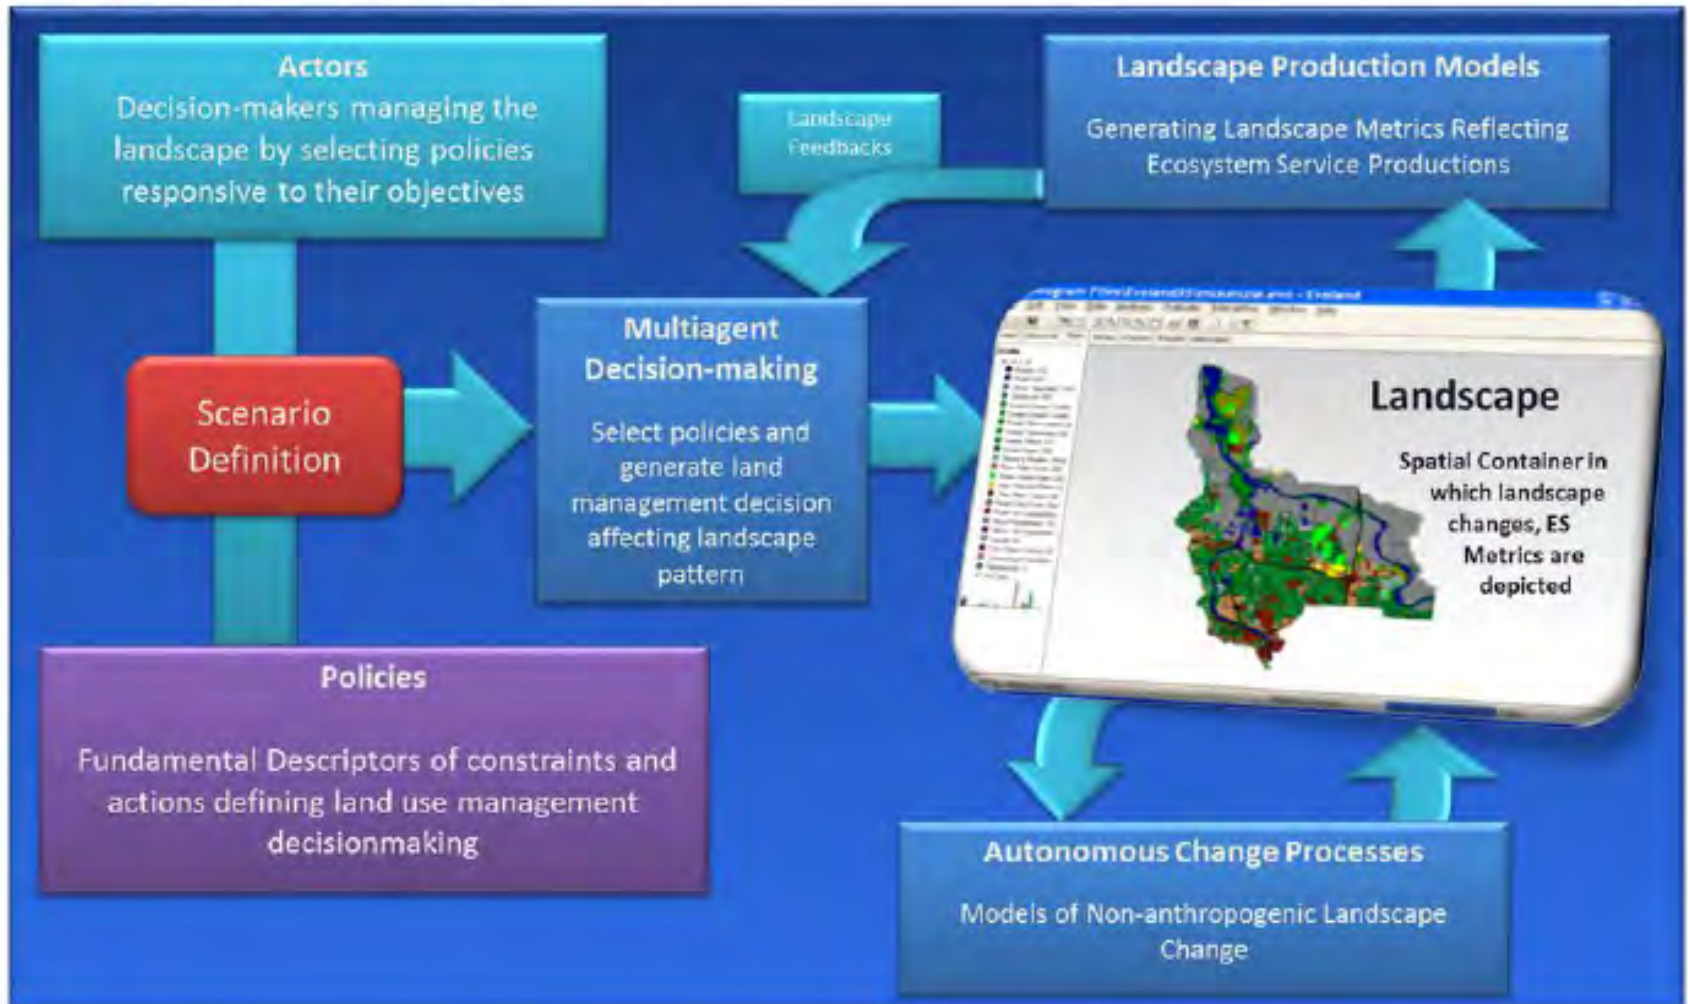 Actors
Decision-makers managing the
landscape by selecting policies
responsive to their objectives
Landscape
Feedbacks
Landscape Production Models
Generating Landscape Metrics Reflecting
Ecosystem Service Productions
Scenario
Definition
Multiagent
Decision-making
Select policies and
generate land
management decision
affecting landscape
pattern
Landscape
Spatial Container in
which landscape
changes, ES
Metrics are
depicted
Policies
Fundamental Descriptors of constraints and
actions defining land use management
decisionmaking
Autonomous Change Processes
Models of Non-anthropogenic Landscape
Change